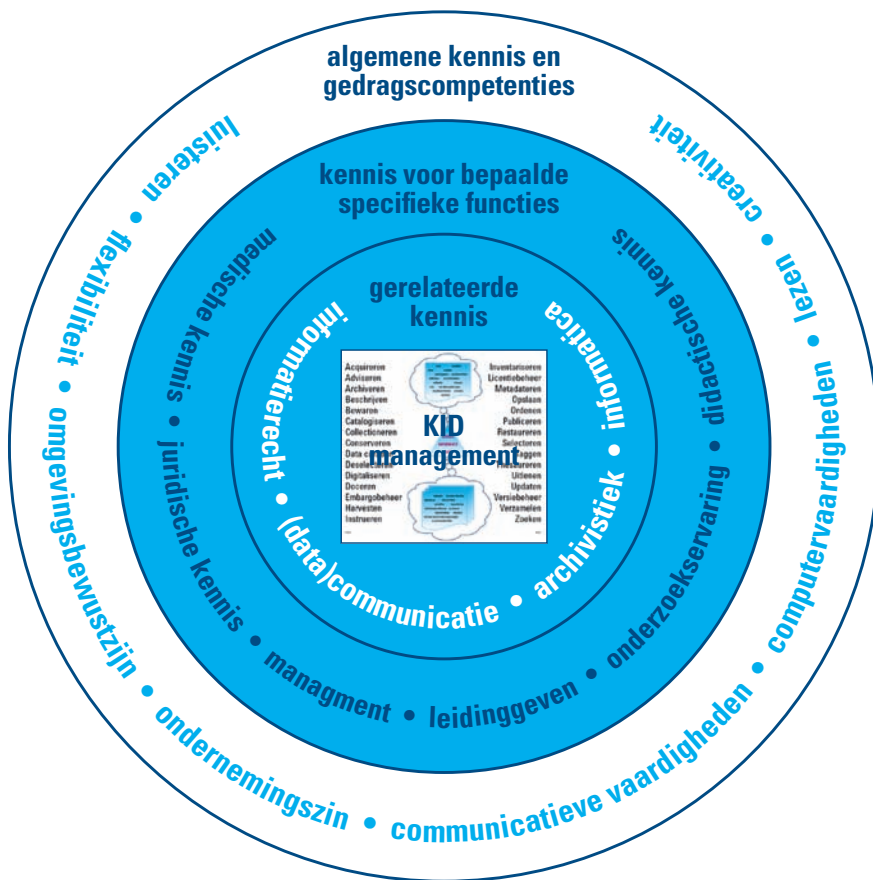 algemene kennis en
gedragscompetenties
luisteren • flexibiliteit • omgevingsbewustzijn • ondernemingszin • communicatieve vaardigheden • computervaardigheden • lezen • creativiteit
kennis voor bepaalde
specifieke functies
medische kennis • juridische kennis • managment • leidinggeven • onderzoekservaring • didactische kennis
gerelateerde
kennis
informatierecht • (data)communicatie • archivistiek • informatica
KID
management
Acquireren
Adviseren
Archiveren
Beschrijven
Bewaren
Catalogiseren
Collectioneren
Conserveren
Data
Deselecteren
Digitaliseren
Doceren
Embargobeheer
Harvesten
Instrueren
Inventariseren
Licentiebeheer
Metadateren
Opslaan
Ordenen
Publiceren
Restaureren
Selecteren
Uitlenen
Updaten
Versiebeheer
Verzamelen
Zoeken